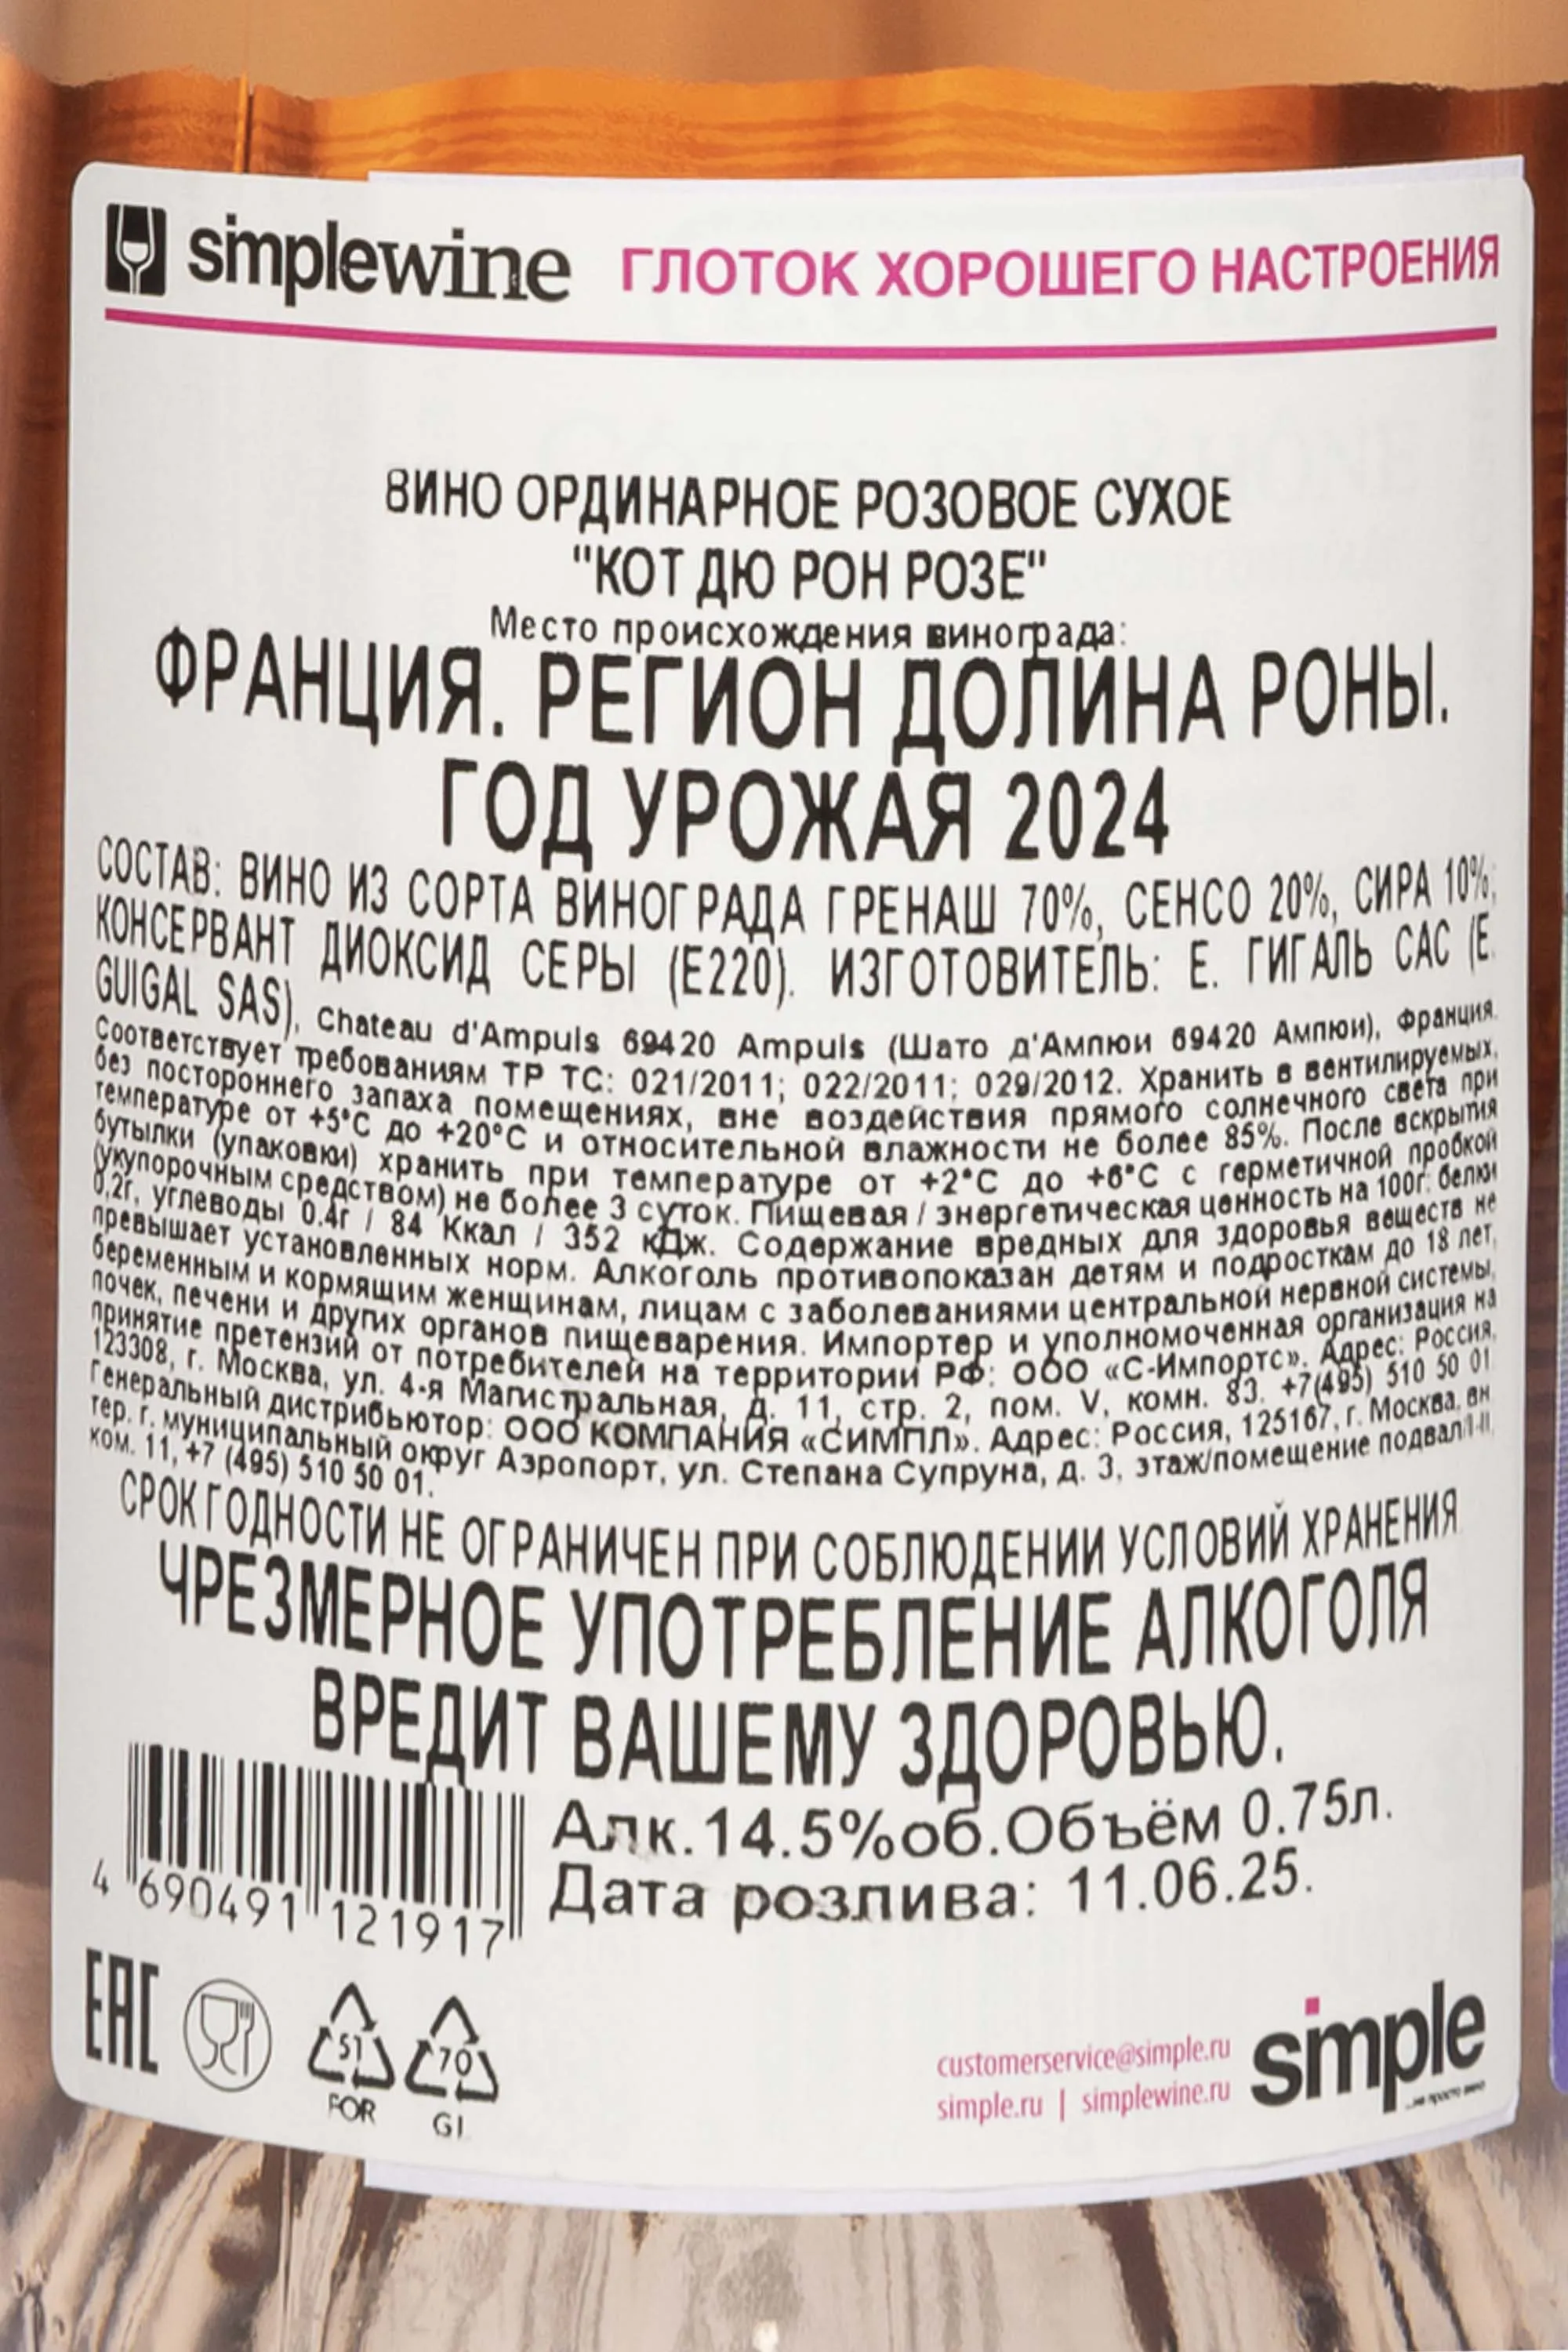 simplewine ГЛОТОК ХОРОШЕГО НАСТРОЕНИЯ
ВИНО ОРДИНАРНОЕ РОЗОВОЕ СУХОЕ
"КОТ ДЮ РОН РОЗЕ"
Место происхождения винограда:
ФРАНЦИЯ. РЕГИОН ДОЛИНА РОНЫ.
ГОД УРОЖАЯ 2024
СОСТАВ: ВИНО ИЗ СОРТА ВИНОГРАДА ГРЕНАШ 70%, СЕНСО 20%, СИРА 10%;
КОНСЕРВАНТ ДИОКСИД СЕРЫ (Е220). ИЗГОТОВИТЕЛЬ: Е. ГИГАЛЬ САС (E.
GUIGAL SAS), Chateau d'Ampuls 69420 Ampuls (Шато д'Ампюи 69420 Ампюи), Франция.
Соответствует требованиям ТР ТС: 021/2011; 022/2011; 029/2012. Хранить в вентилируемых,
без постороннего запаха помещениях, вне воздействия прямого солнечного света при
температуре от +5°С до +20°С и относительной влажности не более 85%. После вскрытия
бутылки (упаковки) хранить при температуре от +2°С до +6°С с герметичной пробкой
(укупорочным средством) не более 3 суток. Пищевая / энергетическая ценность на 100г: белки
0,2г, углеводы 0.4г / 84 Ккал / 352 кДж. Содержание вредных для здоровья веществ не
превышает установленных норм. Алкоголь противопоказан детям и подросткам до 18 лет,
беременным и кормящим женщинам, лицам с заболеваниями центральной нервной системы,
почек, печени и других органов пищеварения. Импортер и уполномоченная организация на
принятие претензий от потребителей на территории РФ: ООО «С-Импортс». Адрес: Россия,
123308, г. Москва, ул. 4-я Магистральная, д. 11, стр. 2, пом. V, комн. 83. +7(495) 510 50 01
Генеральный дистрибьютор: ООО КОМПАНИЯ «СИМПЛ». Адрес: Россия, 125167, г. Москва, вн
тер. г. муниципальный округ Аэропорт, ул. Степана Супруна, д. 3, этаж/помещение подвал/I-II,
ком. 11, +7 (495) 510 50 01.
СРОК ГОДНОСТИ НЕ ОГРАНИЧЕН ПРИ СОБЛЮДЕНИИ УСЛОВИЙ ХРАНЕНИЯ
ЧРЕЗМЕРНОЕ УПОТРЕБЛЕНИЕ АЛКОГОЛЯ
ВРЕДИТ ВАШЕМУ ЗДОРОВЬЮ.
Алк.14.5%об.Объём 0.75л.
Дата розлива: 11.06.25.
4 690491 121917
EAC
51
FOR
70
Gl
customerservice@simple.ru
simple.ru | simplewine.ru
simple
...не просто вино